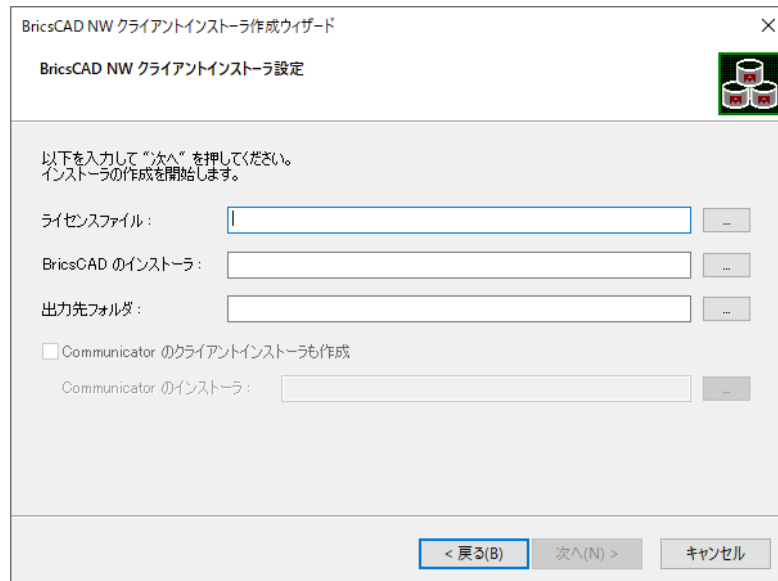 BricsCAD NW クライアントインストーラ作成ウィザード
BricsCAD NW クライアントインストーラ設定
以下を入力して "次へ" を押してください。
インストーラの作成を開始します。
ライセンスファイル :
...
BricsCAD のインストーラ :
...
出力先フォルダ :
...
Communicator のクライアントインストーラも作成
Communicator のインストーラ :
...
< 戻る(B)
次へ(N) >
キャンセル